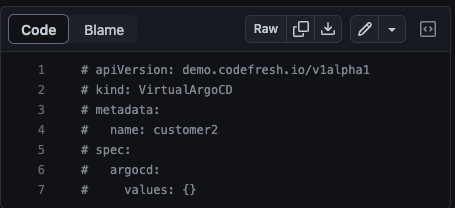 Code Blame Raw
1 # apiVersion: demo.codefresh.io/v1alpha1
2 # kind: VirtualArgoCD
3 # metadata:
4 #   name: customer2
5 # spec:
6 #   argocd:
7 #     values: {}